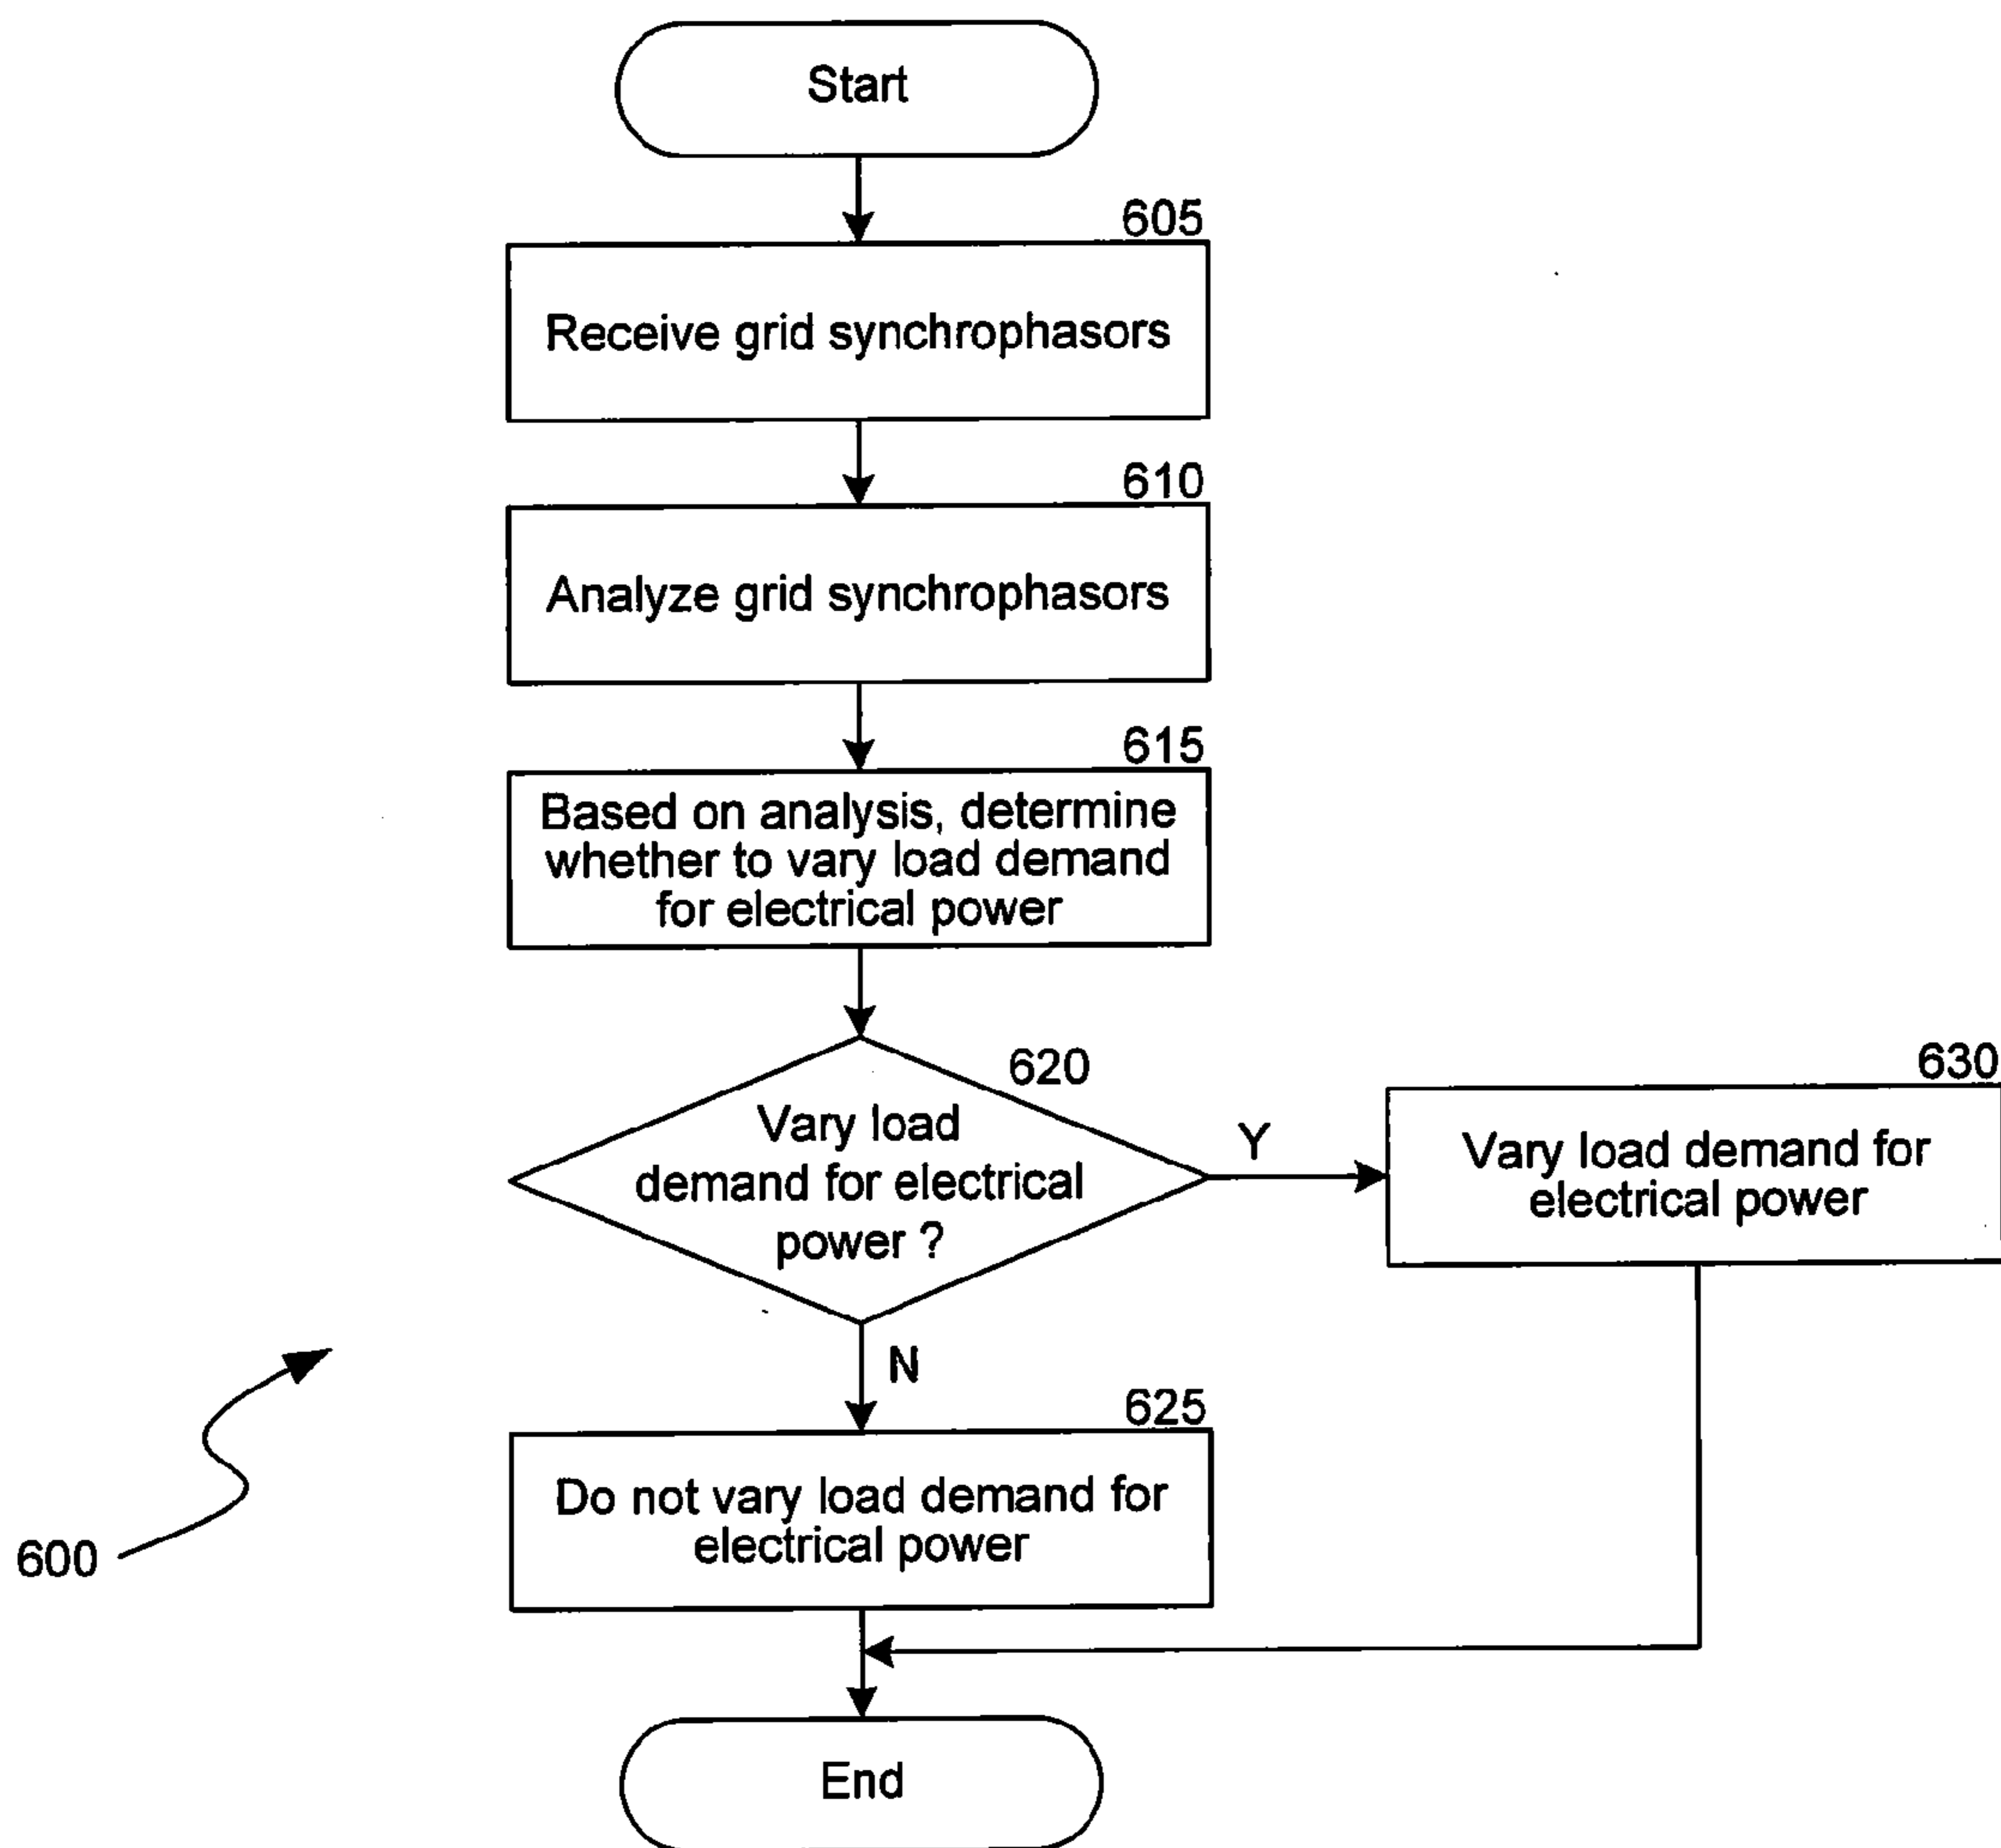 Start
605
Receive grid synchrophasors
610
Analyze grid synchrophasors
615
Based on analysis, determine
whether to vary load demand
for electrical power
620
Vary load
demand for electrical
power ?
Y
630
Vary load demand for
electrical power
N
625
Do not vary load demand for
electrical power
600
End